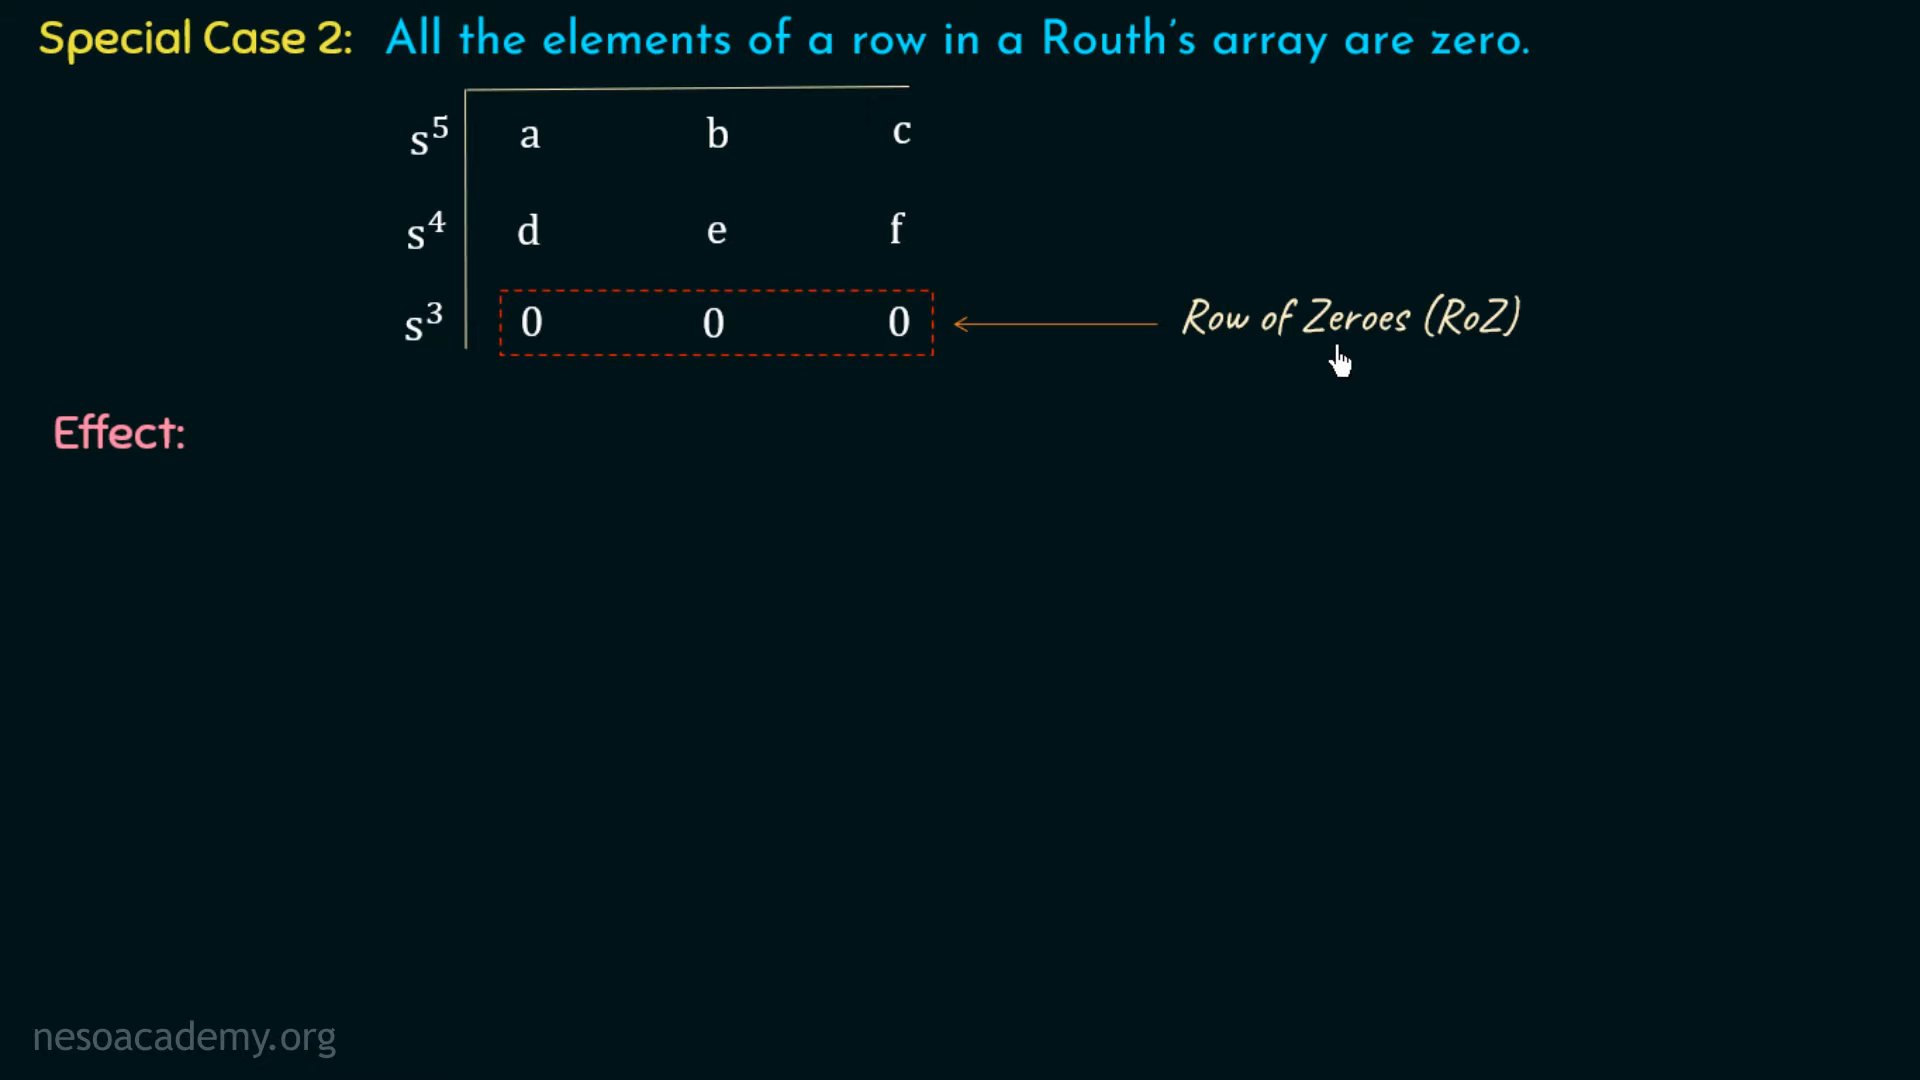 Special Case 2: All the elements of a row in a Routh's array are zero.
s⁵ a b c
s⁴ d e f
s³ 0 0 0 Row of Zeroes (RoZ)
Effect:
nesoacademy.org